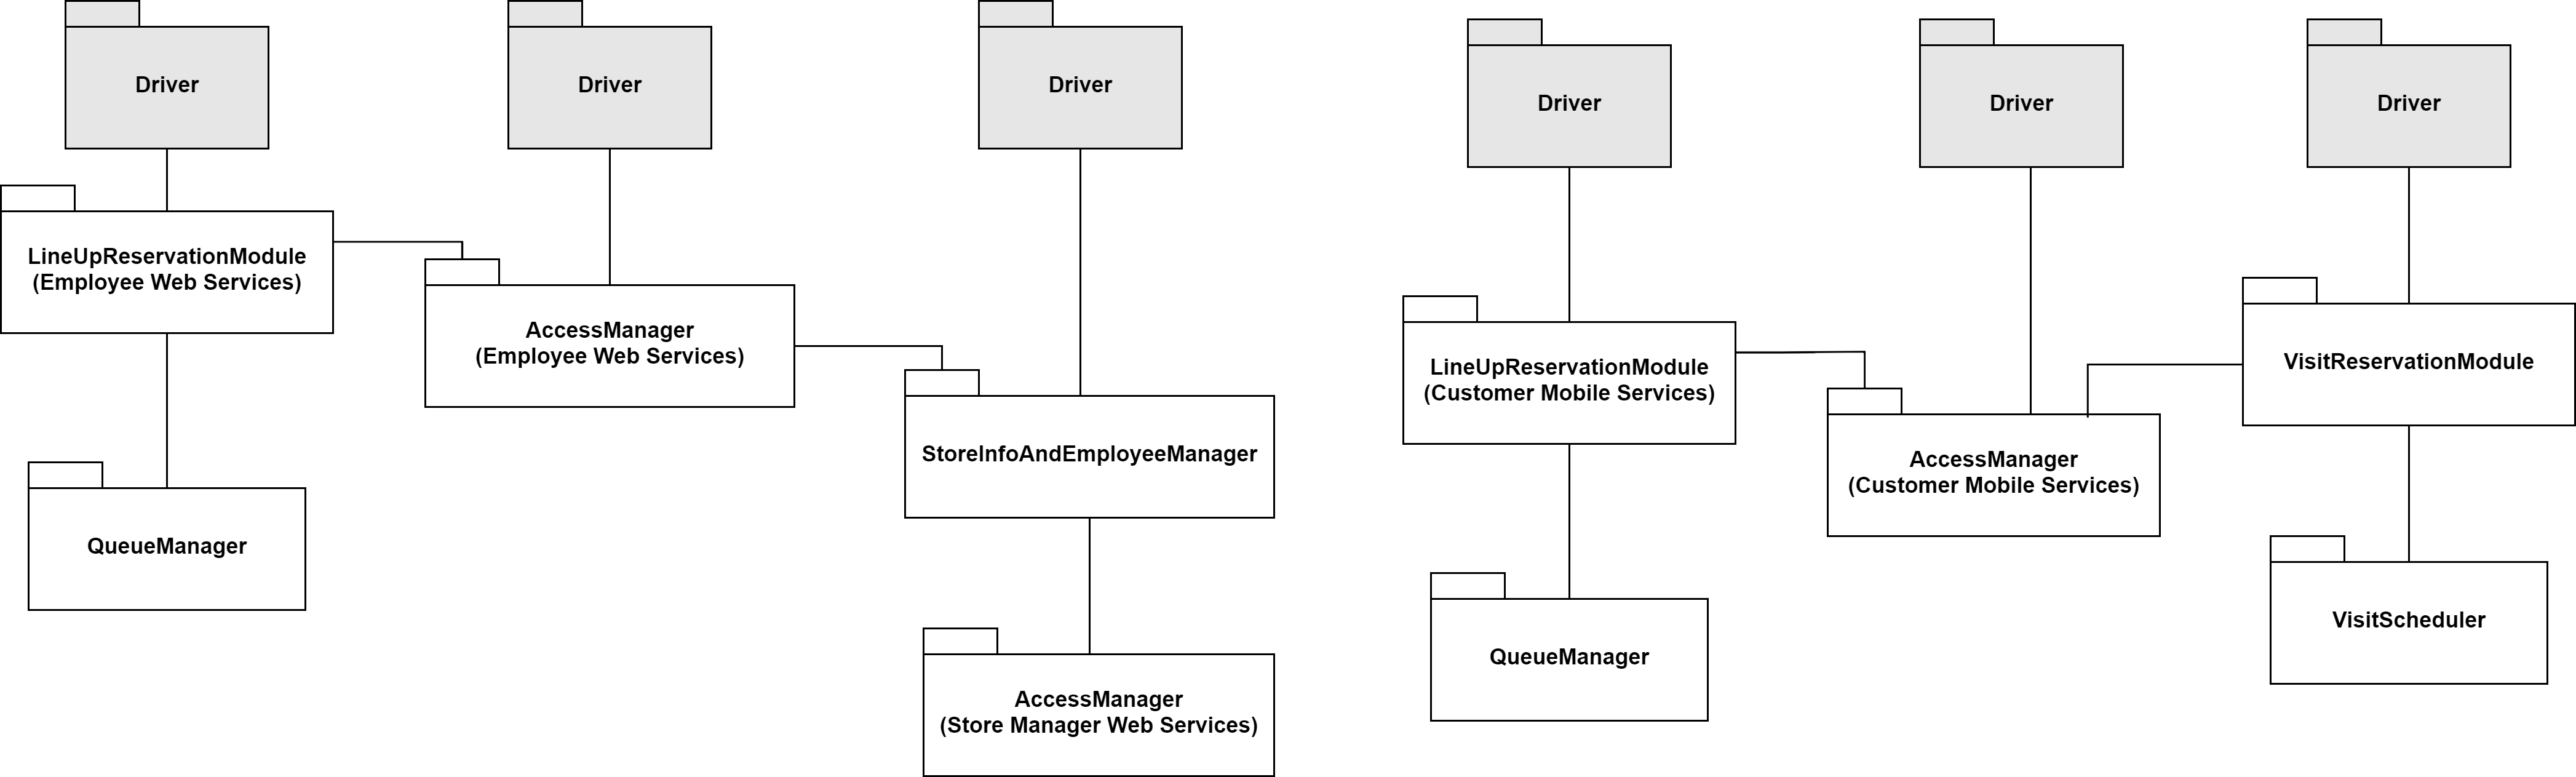 Driver
Driver
Driver
Driver
Driver
Driver
LineUpReservationModule
(Employee Web Services)
AccessManager
(Employee Web Services)
StoreInfoAndEmployeeManager
QueueManager
AccessManager
(Store Manager Web Services)
LineUpReservationModule
(Customer Mobile Services)
VisitReservationModule
AccessManager
(Customer Mobile Services)
QueueManager
VisitScheduler